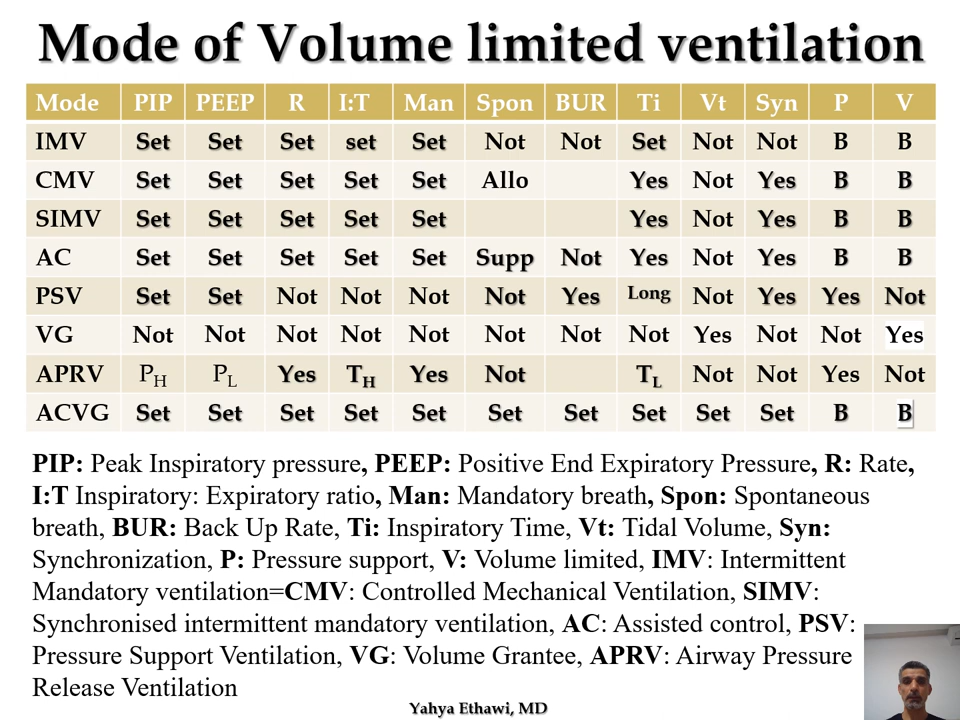 Mode of Volume limited ventilation
Mode PIP PEEP R I:T Man Spon BUR Ti Vt Syn P V
IMV Set Set Set set Set Not Not Set Not Not B B
CMV Set Set Set Set Set Allo Yes Not Yes B B
SIMV Set Set Set Set Set Yes Not Yes B B
AC Set Set Set Set Set Supp Not Yes Not Yes B B
PSV Set Set Not Not Not Not Yes Long Not Yes Yes Not
VG Not Not Not Not Not Not Not Not Yes Not Not Yes
APRV PH PL Yes TH Yes Not TL Not Not Yes Not
ACVG Set Set Set Set Set Set Set Set Set Set B B
PIP: Peak Inspiratory pressure, PEEP: Positive End Expiratory Pressure, R: Rate,
I:T Inspiratory: Expiratory ratio, Man: Mandatory breath, Spon: Spontaneous
breath, BUR: Back Up Rate, Ti: Inspiratory Time, Vt: Tidal Volume, Syn:
Synchronization, P: Pressure support, V: Volume limited, IMV: Intermittent
Mandatory ventilation=CMV: Controlled Mechanical Ventilation, SIMV:
Synchronised intermittent mandatory ventilation, AC: Assisted control, PSV:
Pressure Support Ventilation, VG: Volume Grantee, APRV: Airway Pressure
Release Ventilation
Yahya Ethawi, MD